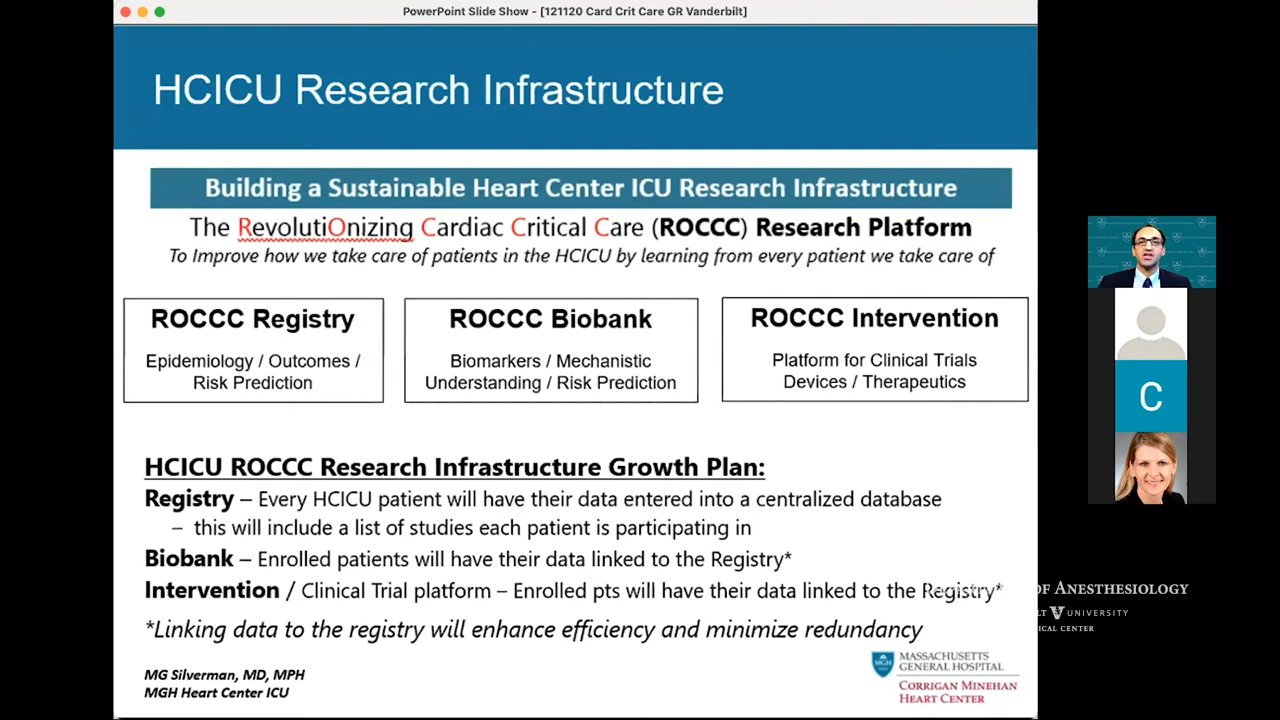 PowerPoint Slide Show - [121120 Card Crit Care GR Vanderbilt]
HCICU Research Infrastructure
Building a Sustainable Heart Center ICU Research Infrastructure
The RevolutiOnizing Cardiac Critical Care (ROCCC) Research Platform
To Improve how we take care of patients in the HCICU by learning from every patient we take care of
ROCCC Registry
Epidemiology / Outcomes /
Risk Prediction
ROCCC Biobank
Biomarkers / Mechanistic
Understanding / Risk Prediction
ROCCC Intervention
Platform for Clinical Trials
Devices / Therapeutics
C
HCICU ROCCC Research Infrastructure Growth Plan:
Registry – Every HCICU patient will have their data entered into a centralized database
– this will include a list of studies each patient is participating in
Biobank – Enrolled patients will have their data linked to the Registry*
Intervention / Clinical Trial platform – Enrolled pts will have their data linked to the Registry*
*Linking data to the registry will enhance efficiency and minimize redundancy
MG Silverman, MD, MPH
MGH Heart Center ICU
MGH
MASSACHUSETTS
GENERAL HOSPITAL
CORRIGAN MINEHAN
HEART CENTER
OF ANESTHESIOLOGY
LT V UNIVERSITY
ICAL CENTER